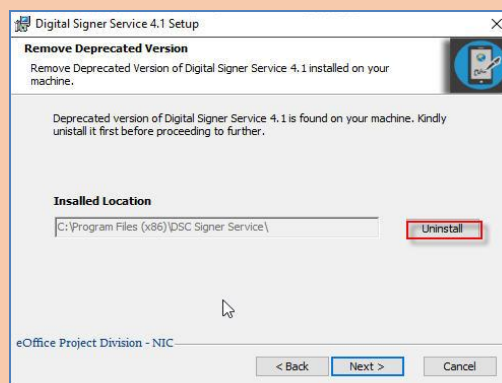 Digital Signer Service 4.1 Setup
Remove Deprecated Version
Remove Deprecated Version of Digital Signer Service 4.1 installed on your
machine.
Deprecated version of Digital Signer Service 4.1 is found on your machine. Kindly
unistall it first before proceeding to further.
Insalled Location
C:\Program Files (x86)\DSC Signer Service\
Uninstall
eOffice Project Division - NIC
< Back
Next >
Cancel